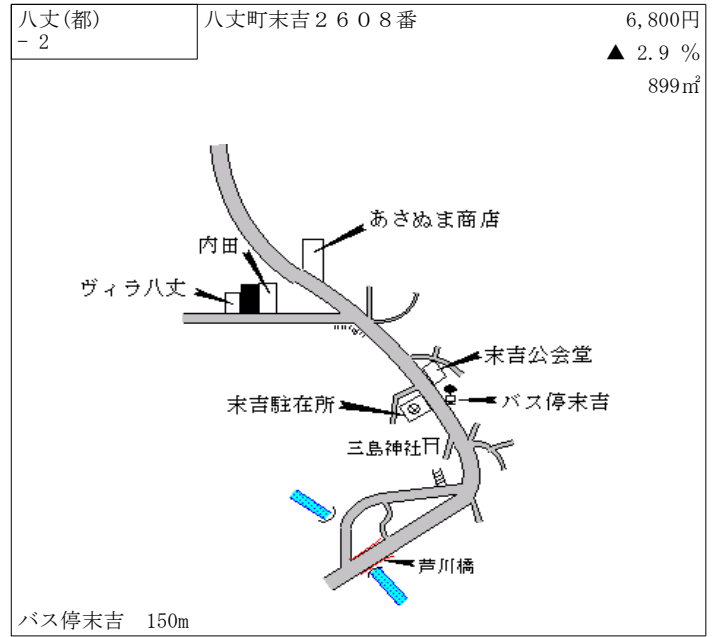 八丈(都)
- 2
八丈町末吉２６０８番
6,800円
▲ 2.9 %
899㎡
あさぬま商店
内田
ヴィラ八丈
末吉公会堂
末吉駐在所
バス停末吉
三島神社
芦川橋
バス停末吉　150m